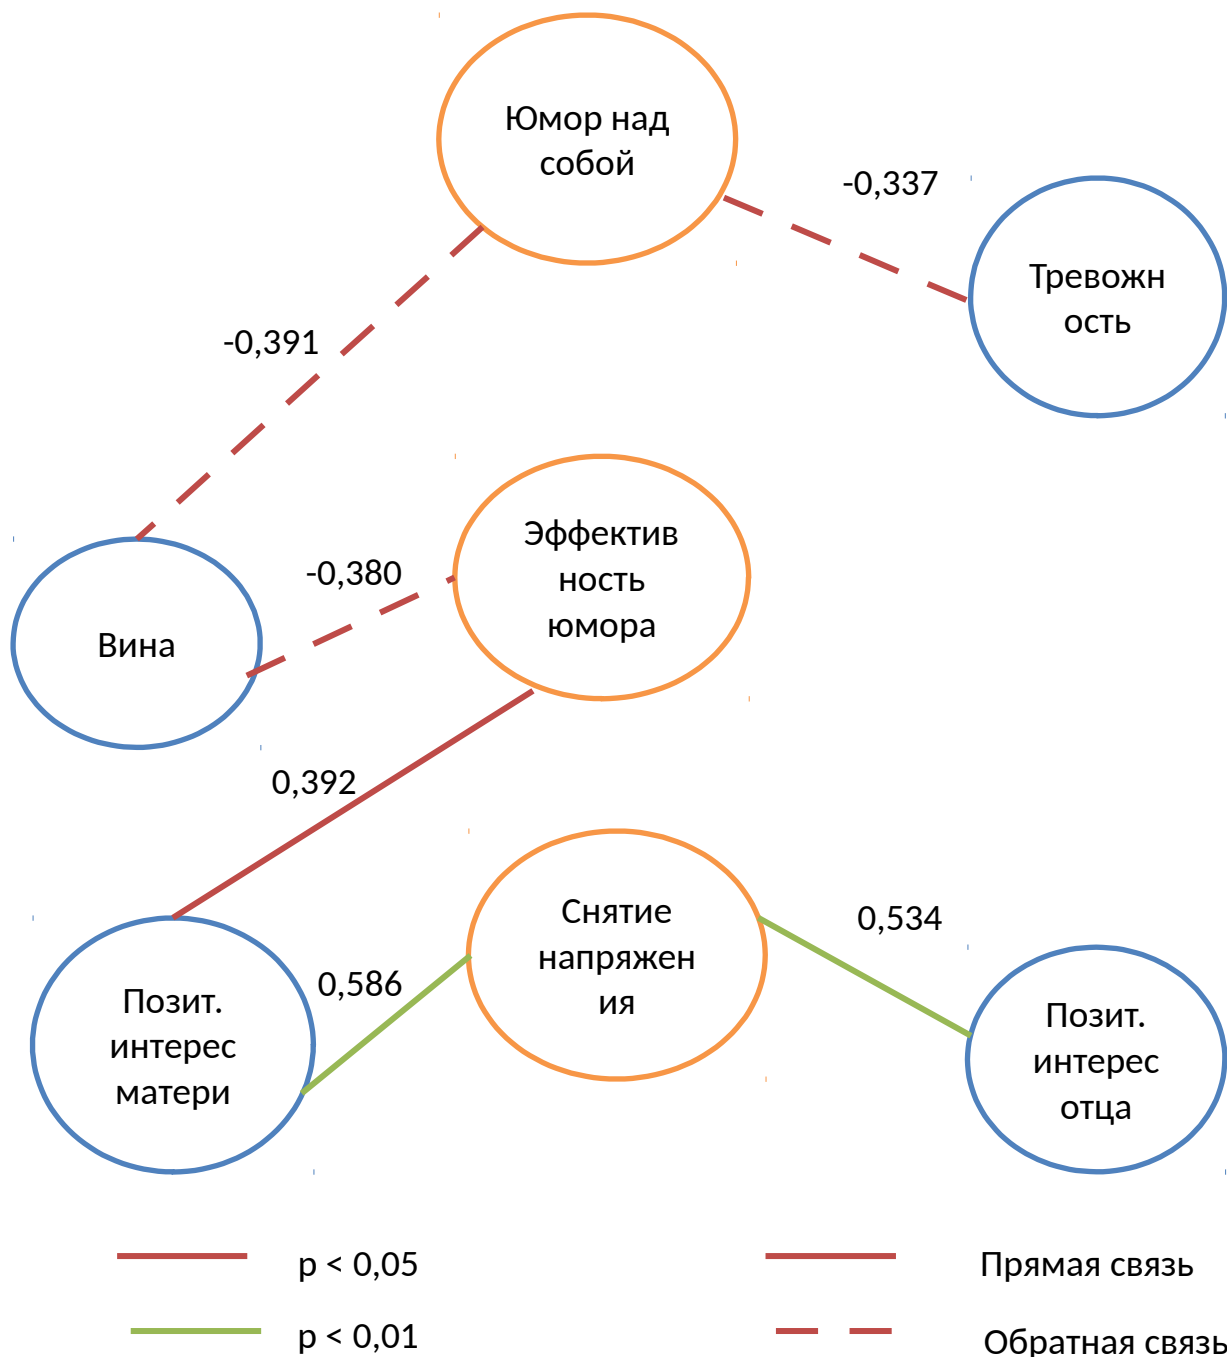 Юмор над
собой
-0,337
Тревожн
ость
-0,391
Эффектив
ность
юмора
-0,380
Вина
0,392
Снятие
напряжен
ия
0,534
0,586
Позит.
интерес
матери
Позит.
интерес
отца
p < 0,05
Прямая связь
p < 0,01
Обратная связь